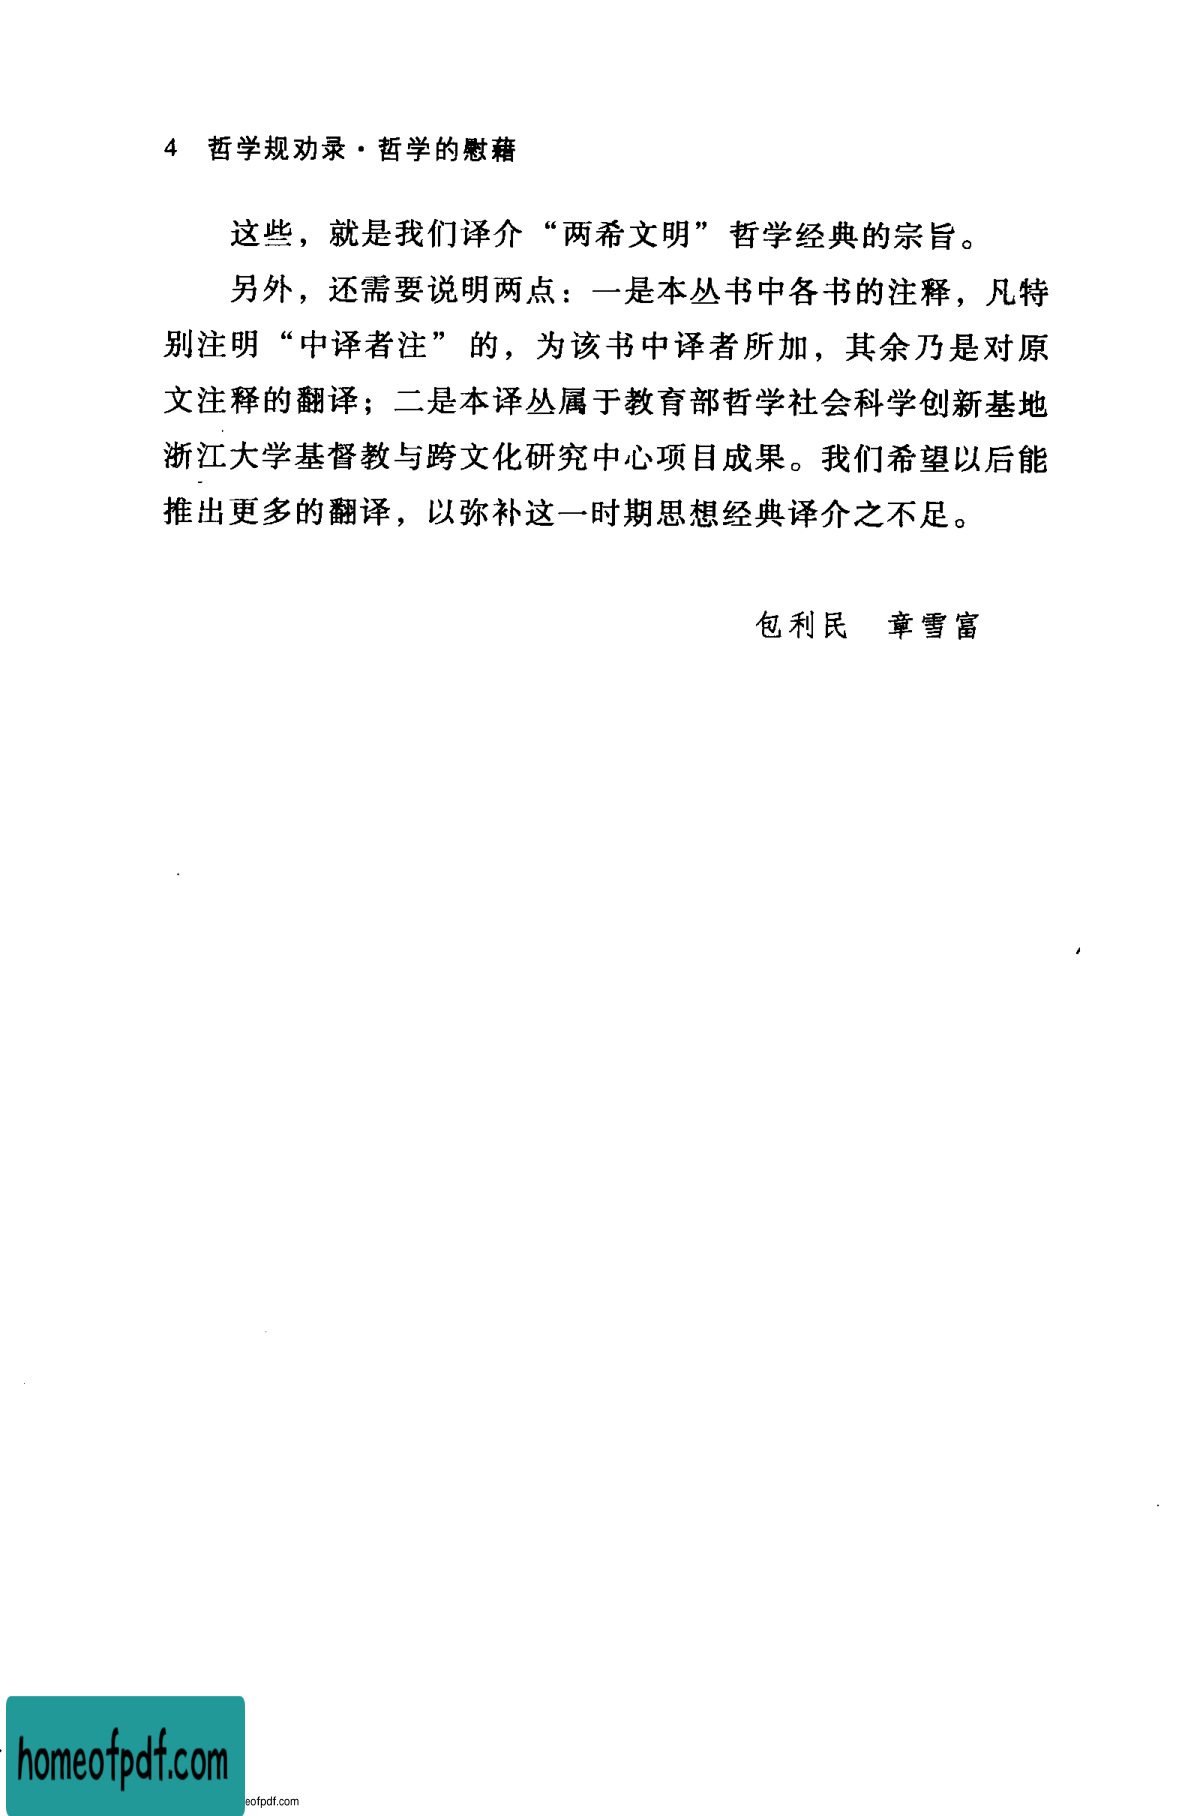 4 哲学规劝录·哲学的慰藉
这些，就是我们译介“两希文明”哲学经典的宗旨。
另外，还需要说明两点：一是本丛书中各书的注释，凡特
别注明“中译者注”的，为该书中译者所加，其余乃是对原
文注释的翻译；二是本译丛属于教育部哲学社会科学创新基地
浙江大学基督教与跨文化研究中心项目成果。我们希望以后能
推出更多的翻译，以弥补这一时期思想经典译介之不足。
包利民 章雪富
homeofpdf.com
eofpdf.com